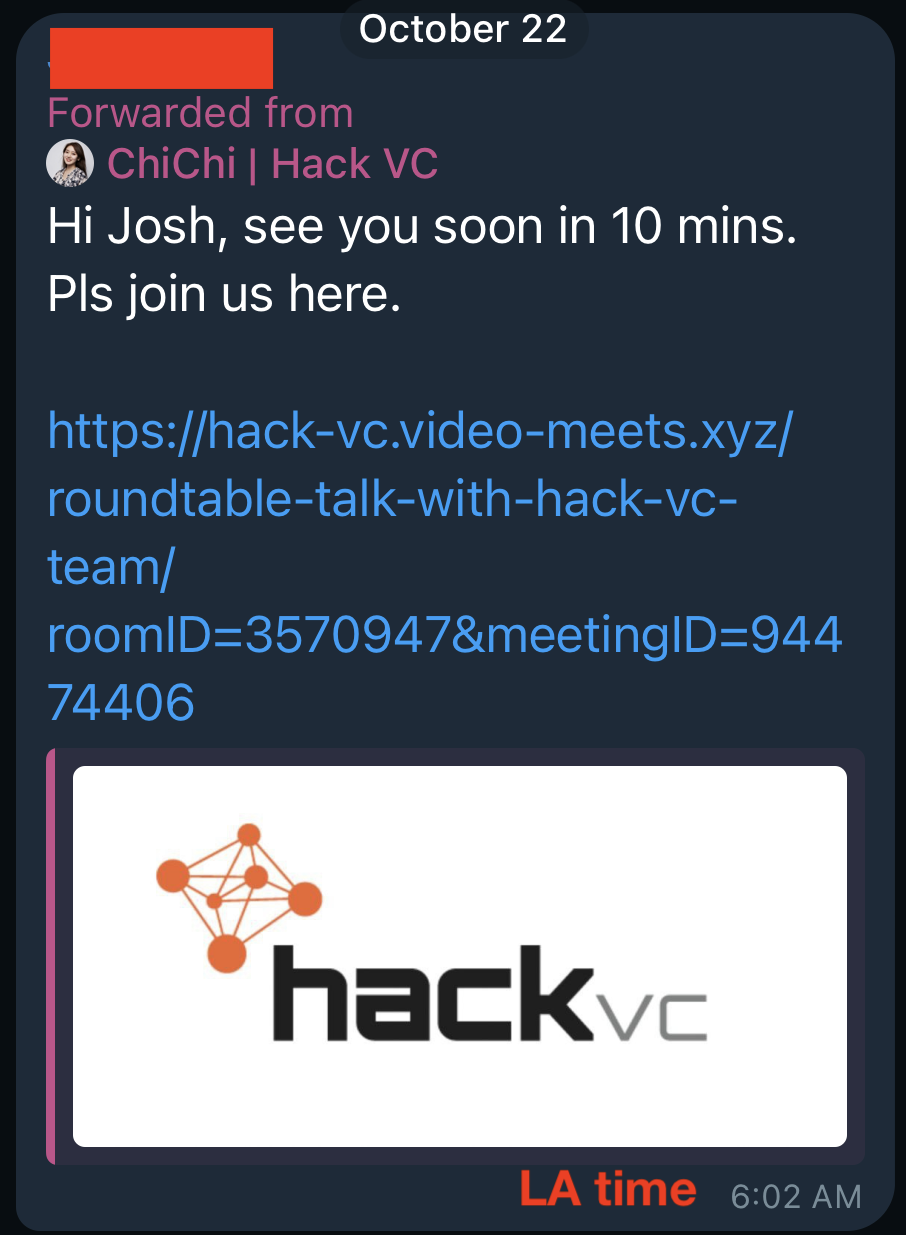 October 22
Forwarded from
ChiChi | Hack VC
Hi Josh, see you soon in 10 mins.
Pls join us here.
https://hack-vc.video-meets.xyz/
roundtable-talk-with-hack-vc-
team/
roomID=3570947&meetingID=944
74406
hack vc
LA time 6:02 AM